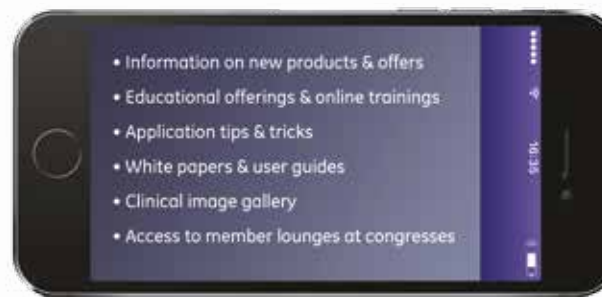 • Information on new products & offers
• Educational offerings & online trainings
• Application tips & tricks
• White papers & user guides
• Clinical image gallery
• Access to member lounges at congresses
16:35